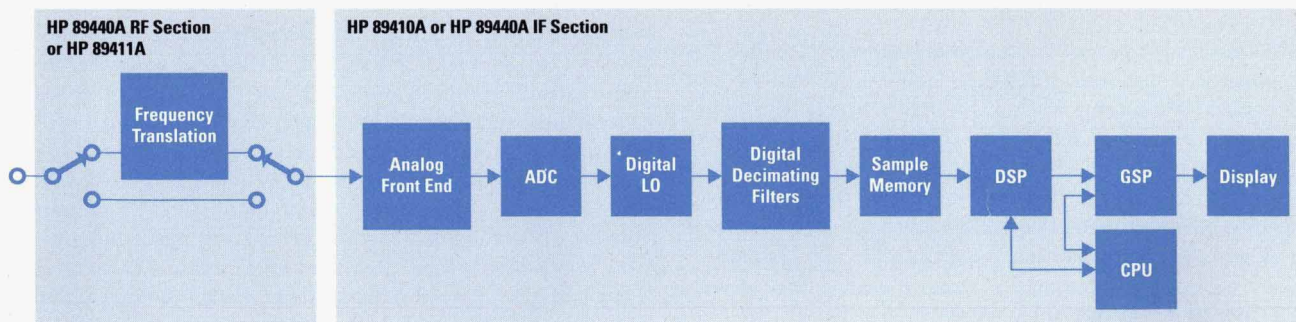 HP 89440A RF Section
or HP 89411A
HP 89410A or HP 89440A IF Section
Frequency
Translation
Analog
Front End
ADC
Digital
LO
Digital
Decimating
Filters
Sample
Memory
DSP
GSP
Display
CPU